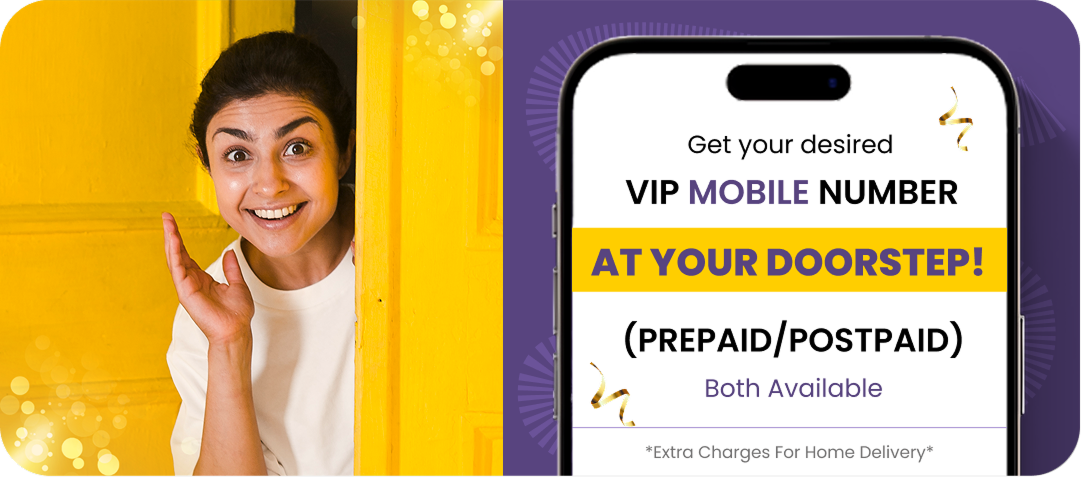 Get your desired
VIP MOBILE NUMBER
AT YOUR DOORSTEP!
(PREPAID/POSTPAID)
Both Available
*Extra Charges For Home Delivery*